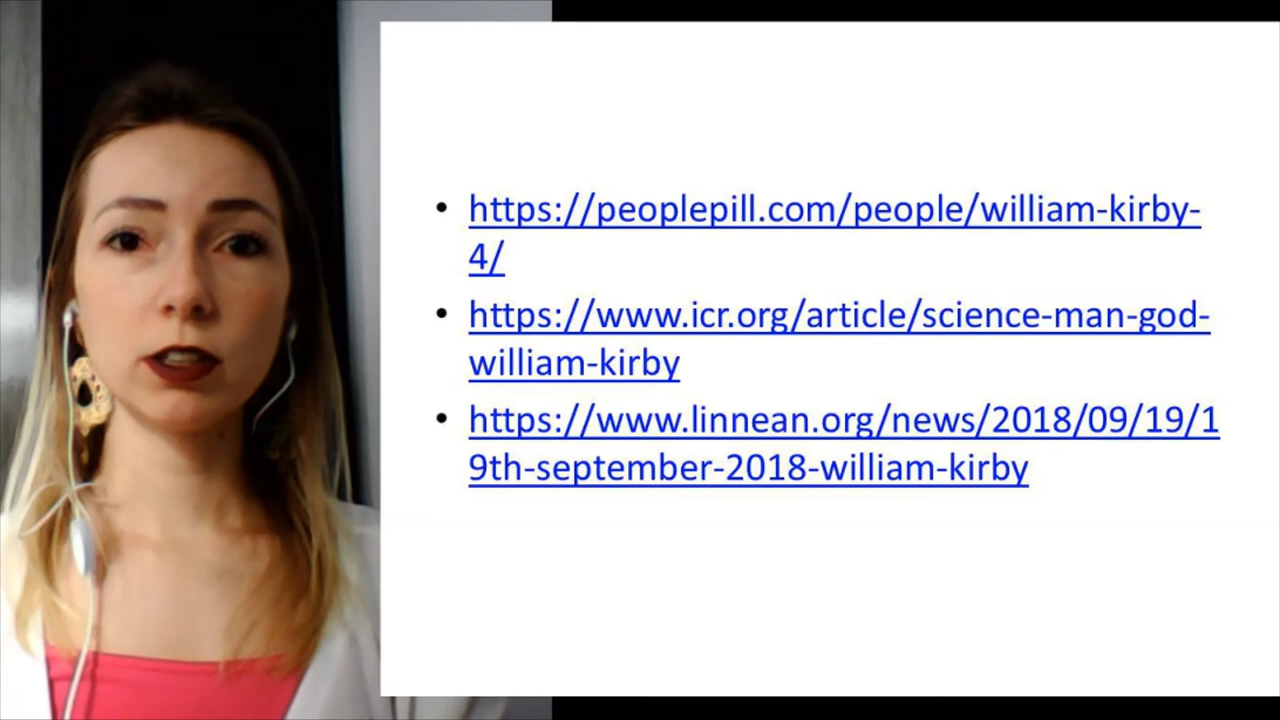 • https://peoplepill.com/people/william-kirby-
4/
• https://www.icr.org/article/science-man-god-
william-kirby
• https://www.linnean.org/news/2018/09/19/1
9th-september-2018-william-kirby